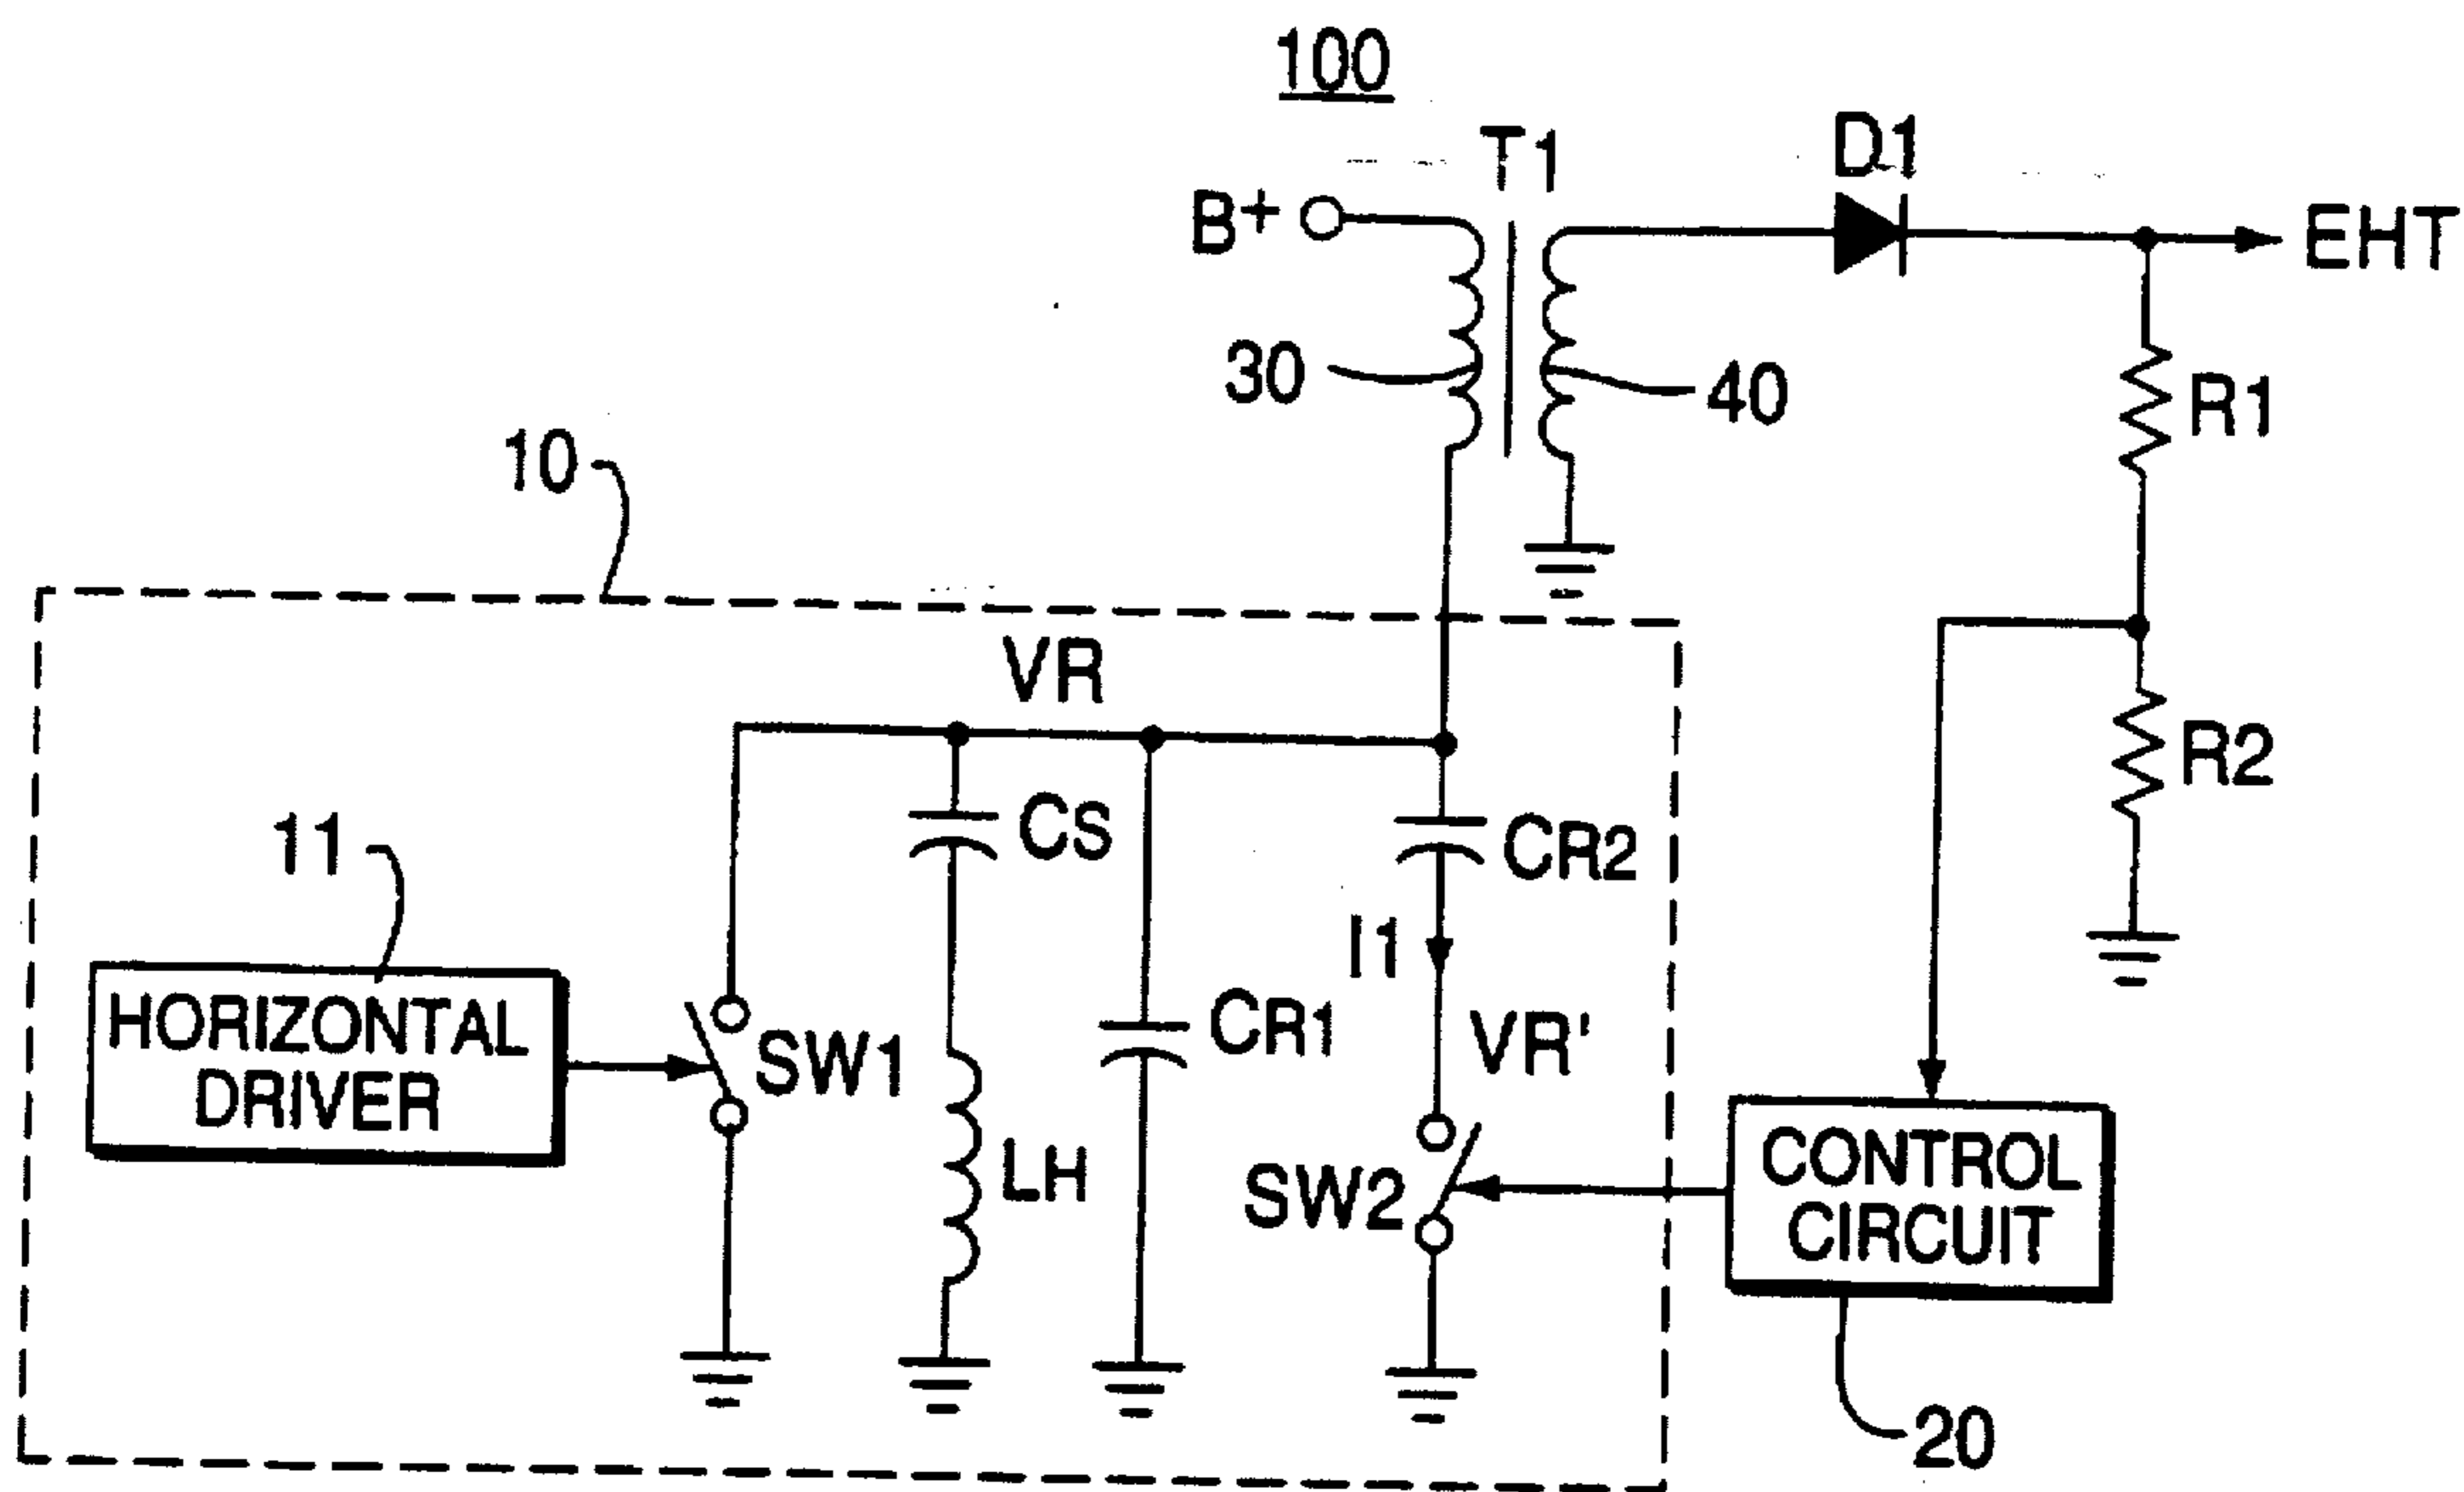 100
T1
D1
B+
EHT
30
40
R1
10
VR
R2
CS
CR2
11
I1
CR1
VR'
HORIZONTAL
DRIVER
SW1
LH
SW2
CONTROL
CIRCUIT
20